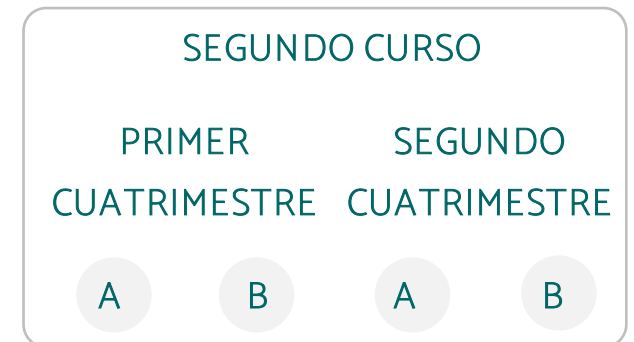 SEGUNDO CURSO
PRIMER
CUATRIMESTRE
A B
SEGUNDO
CUATRIMESTRE
A B